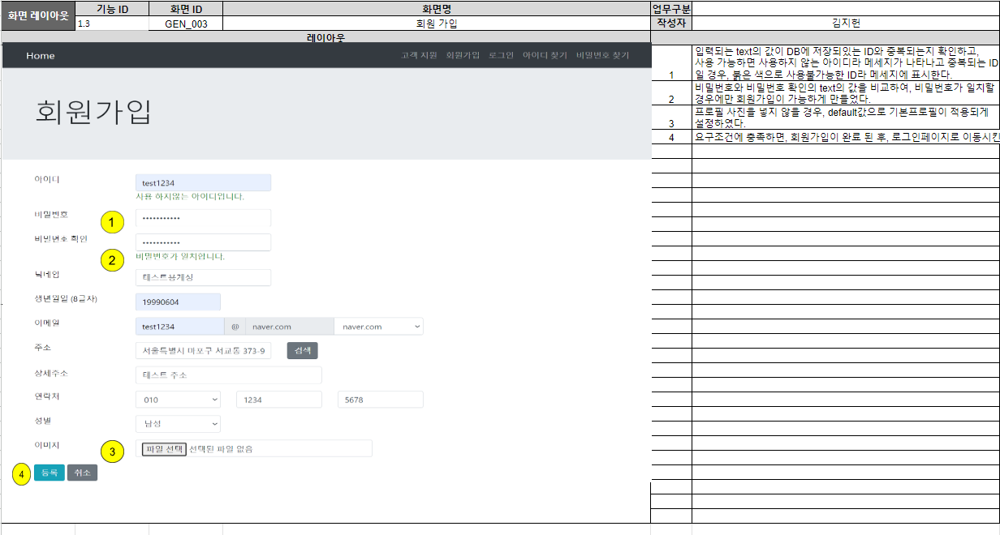 화면 레이아웃 기능 ID 화면 ID 화면명 업무구분
1.3 GEN_003 회원 가입 작성자 김지헌
레이아웃
Home 고객 지원 회원가입 로그인 아이디 찾기 비밀번호 찾기
회원가입
아이디 test1234
사용 하지않는 아이디입니다.
비밀번호 •••••••••••
1
비밀번호 확인 •••••••••••
비밀번호가 일치합니다.
2
닉네임 테스트용계정
생년월일 (8글자) 19990604
이메일 test1234 @ naver.com naver.com
주소 서울특별시 마포구 서교동 373-9 검색
상세주소 테스트 주소
연락처 010 1234 5678
성별 남성
이미지 3 파일 선택 선택된 파일 없음
4 등록 취소
1 입력되는 text의 값이 DB에 저장되있는 ID와 중복되는지 확인하고,
사용 가능하면 사용하지 않는 아이디라 메세지가 나타나고 중복되는 ID
일 경우, 붉은 색으로 사용불가능한 ID라 메세지에 표시한다.
2 비밀번호와 비밀번호 확인의 text의 값을 비교하여, 비밀번호가 일치할
경우에만 회원가입이 가능하게 만들었다.
3 프로필 사진을 넣지 않을 경우, default값으로 기본프로필이 적용되게
설정하였다.
4 요구조건에 충족하면, 회원가입이 완료 된 후, 로그인페이지로 이동시킨